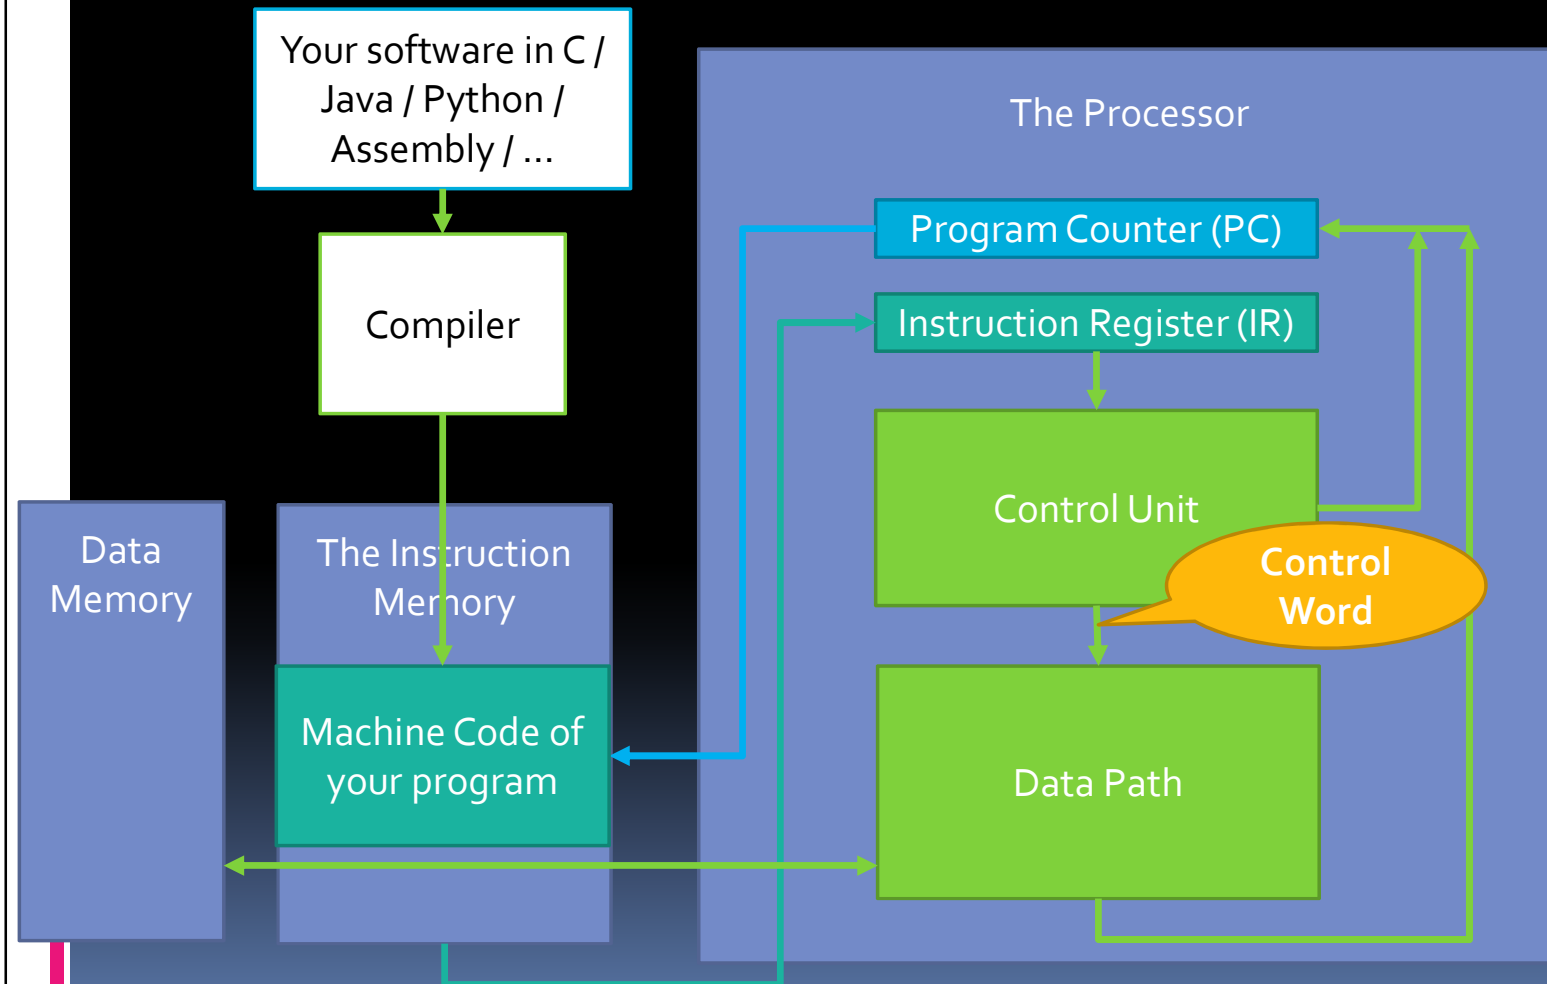 Your software in C /
Java / Python /
Assembly / ...
The Processor
Program Counter (PC)
Compiler
Instruction Register (IR)
Control Unit
Data
Memory
The Instruction
Memory
Control
Word
Machine Code of
your program
Data Path